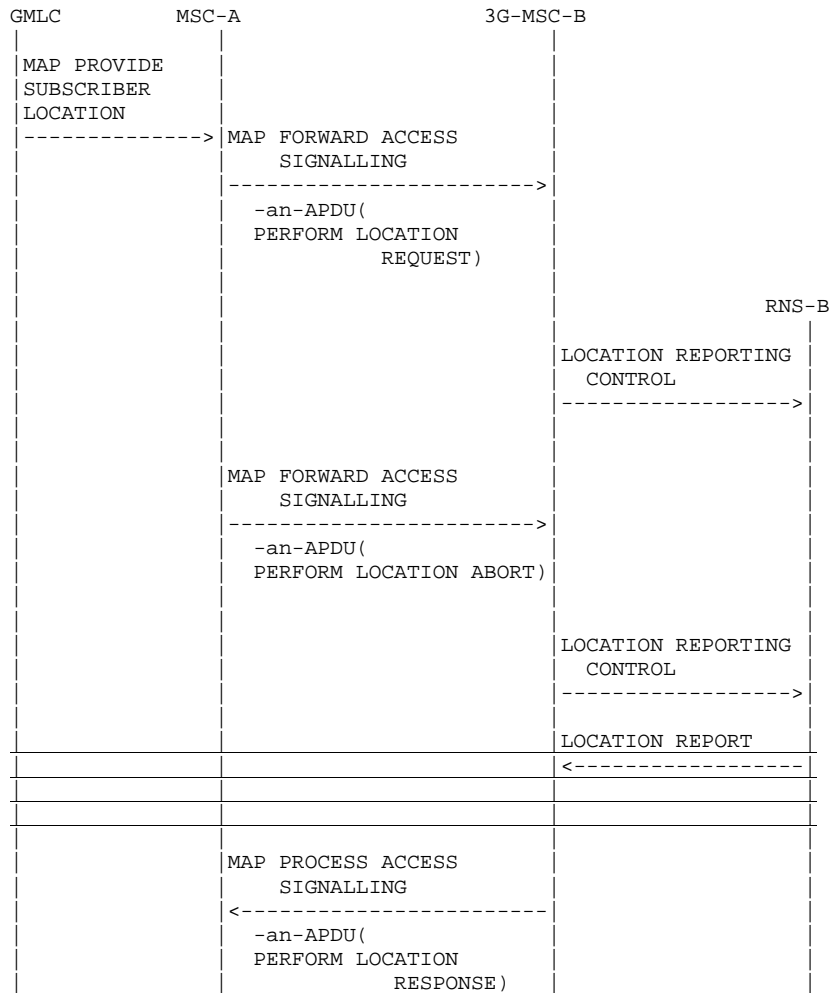 GMLC MSC-A 3G-MSC-B
MAP PROVIDE
SUBSCRIBER
LOCATION
--------------> MAP FORWARD ACCESS
SIGNALLING
------------------------>
-an-APDU(
PERFORM LOCATION
REQUEST)
RNS-B
LOCATION REPORTING
CONTROL
------------------>
MAP FORWARD ACCESS
SIGNALLING
------------------------>
-an-APDU(
PERFORM LOCATION ABORT)
LOCATION REPORTING
CONTROL
------------------>
LOCATION REPORT
<------------------
MAP PROCESS ACCESS
SIGNALLING
<------------------------
-an-APDU(
PERFORM LOCATION
RESPONSE)